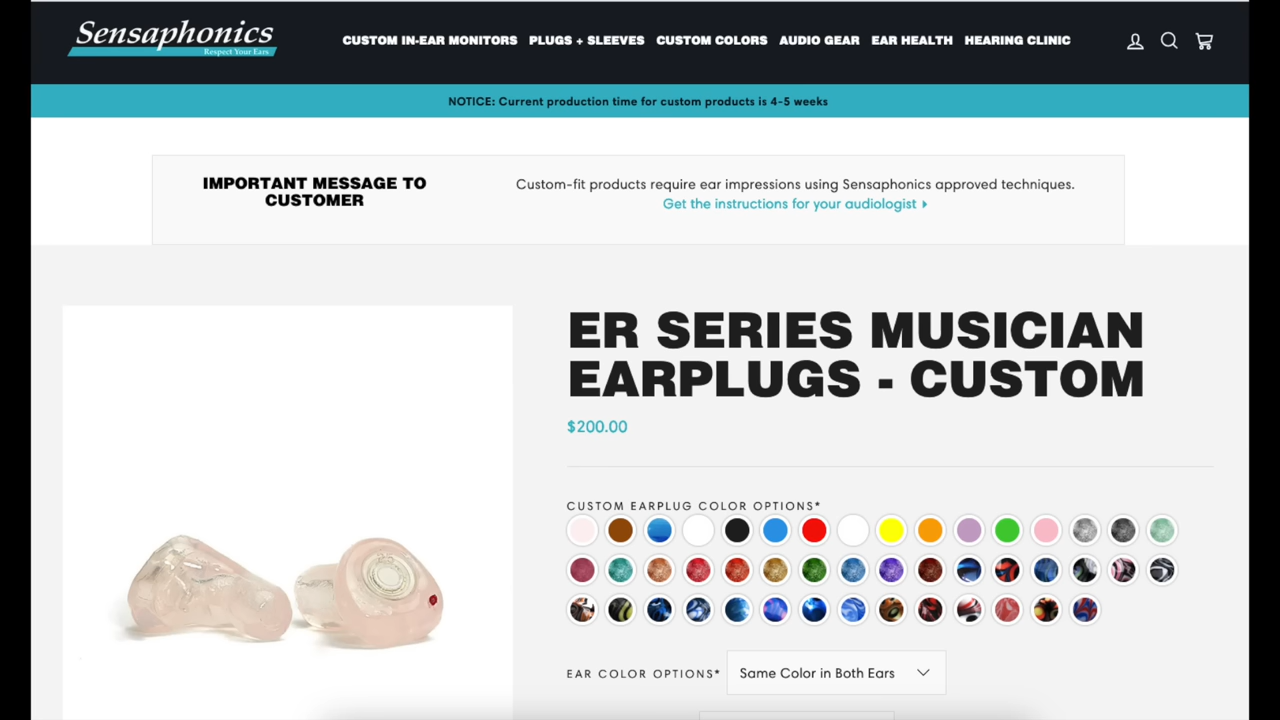 Sensaphonics
Respect Your Ears
CUSTOM IN-EAR MONITORS PLUGS + SLEEVES CUSTOM COLORS AUDIO GEAR EAR HEALTH HEARING CLINIC
NOTICE: Current production time for custom products is 4-5 weeks
IMPORTANT MESSAGE TO
CUSTOMER
Custom-fit products require ear impressions using Sensaphonics approved techniques.
Get the instructions for your audiologist
ER SERIES MUSICIAN
EARPLUGS - CUSTOM
$200.00
CUSTOM EARPLUG COLOR OPTIONS*
EAR COLOR OPTIONS* Same Color in Both Ears